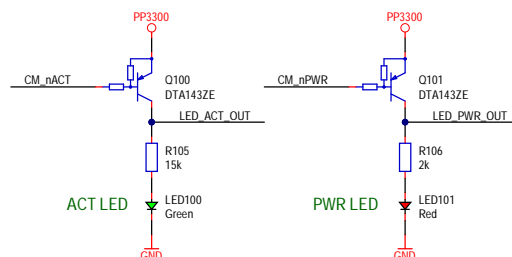 PP3300
PP3300
CM_nACT
Q100
DTA143ZE
CM_nPWR
Q101
DTA143ZE
LED_ACT_OUT
LED_PWR_OUT
R105
15k
R106
2k
ACT LED
LED100
Green
PWR LED
LED101
Red
GND
GND